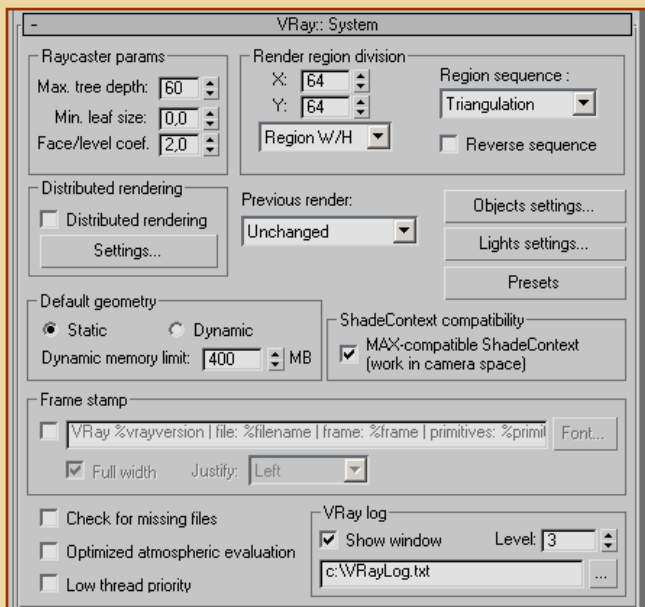 - VRay:: System
Raycaster params
Max. tree depth: 60
Min. leaf size: 0,0
Face/level coef. 2,0
Render region division
X: 64
Y: 64
Region W/H
Region sequence :
Triangulation
Reverse sequence
Distributed rendering
Distributed rendering
Settings...
Previous render:
Unchanged
Objects settings...
Lights settings...
Presets
Default geometry
Static Dynamic
Dynamic memory limit: 400 MB
ShadeContext compatibility
MAX-compatible ShadeContext
(work in camera space)
Frame stamp
VRay %vrayversion | file: %filename | frame: %frame | primitives: %primit Font...
Full width Justify: Left
Check for missing files
Optimized atmospheric evaluation
Low thread priority
VRay log
Show window Level: 3
c:\VRayLog.txt ...